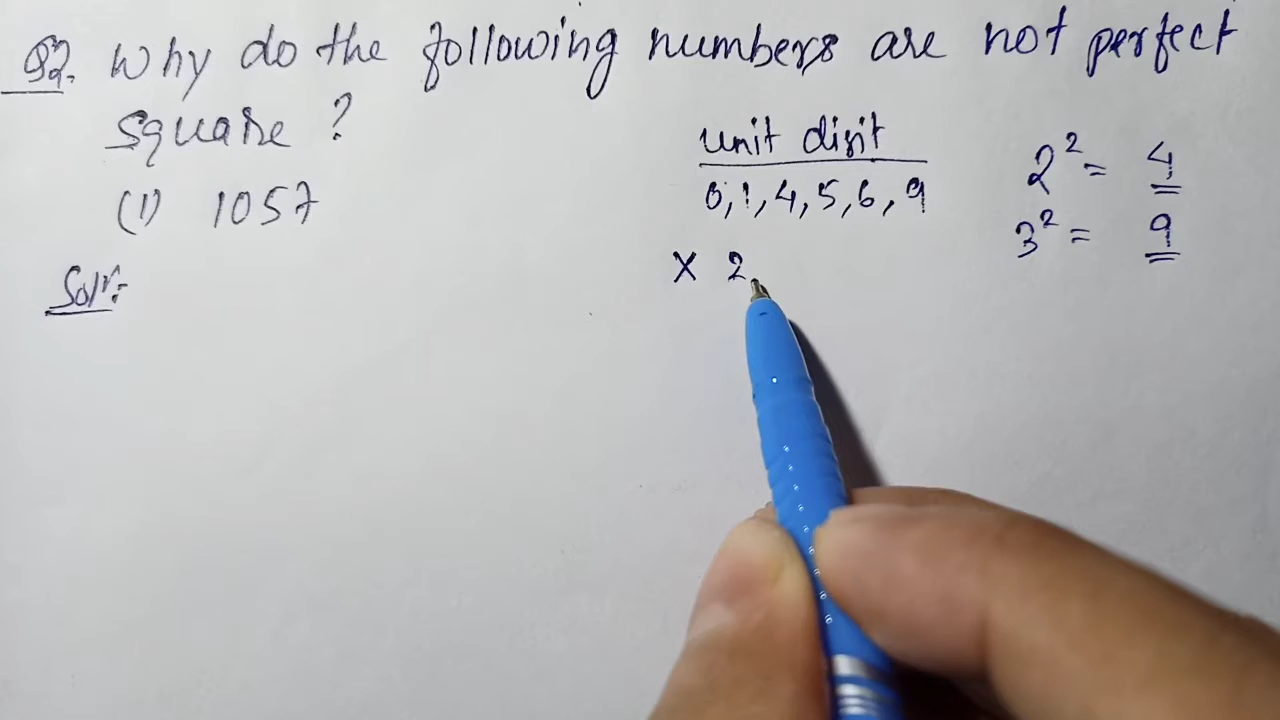 Q2. Why do the following numbers are not perfect
square ?
(1) 1057
Soln:
unit digit
0, 1, 4, 5, 6, 9
x 2,
2² = 4
3² = 9